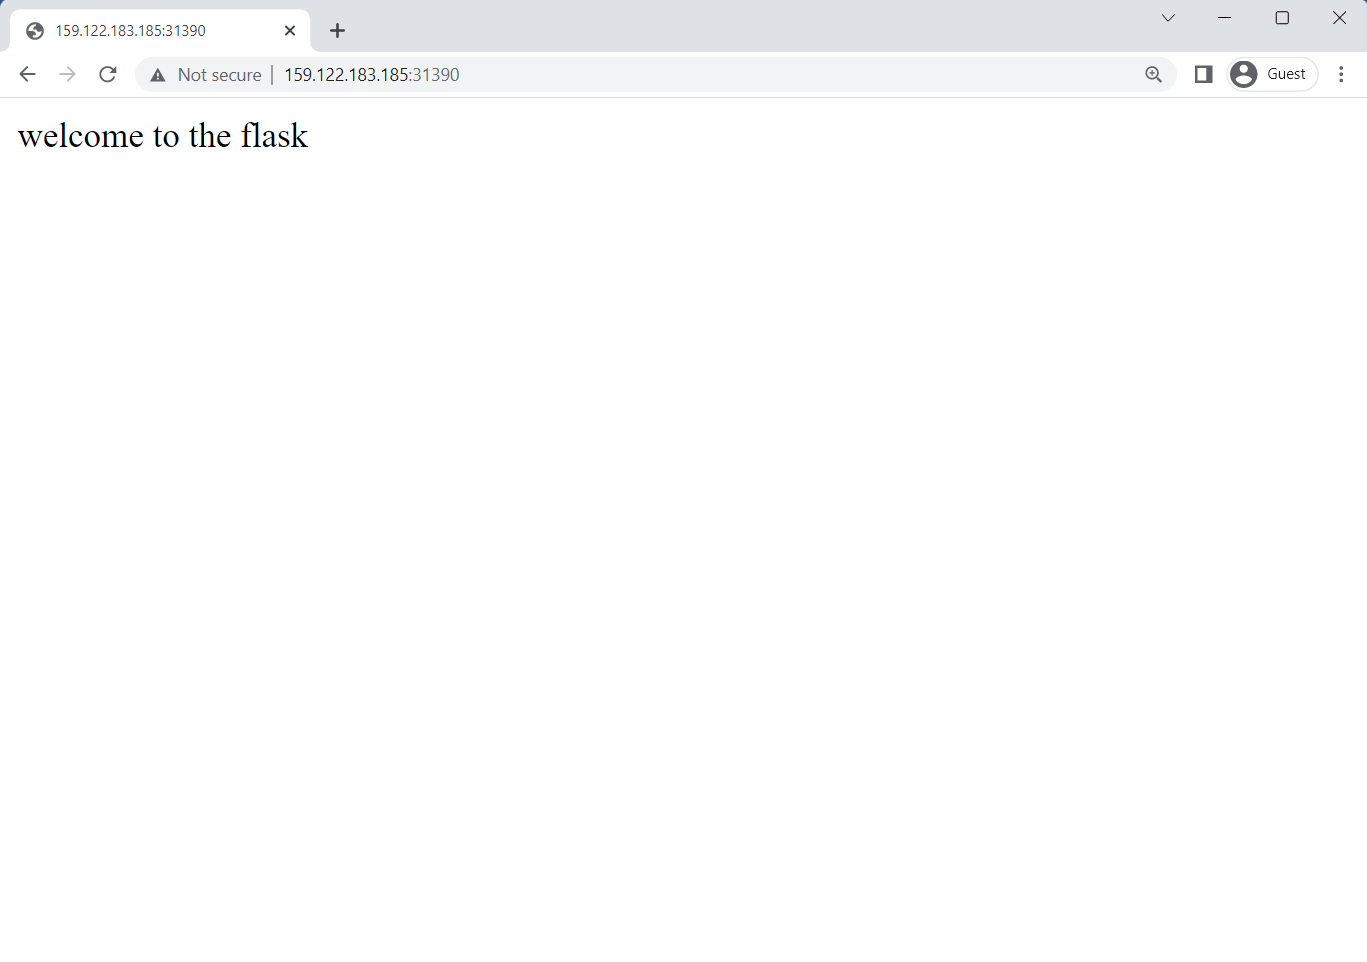 159.122.183.185:31390
Not secure | 159.122.183.185:31390
Guest
welcome to the flask